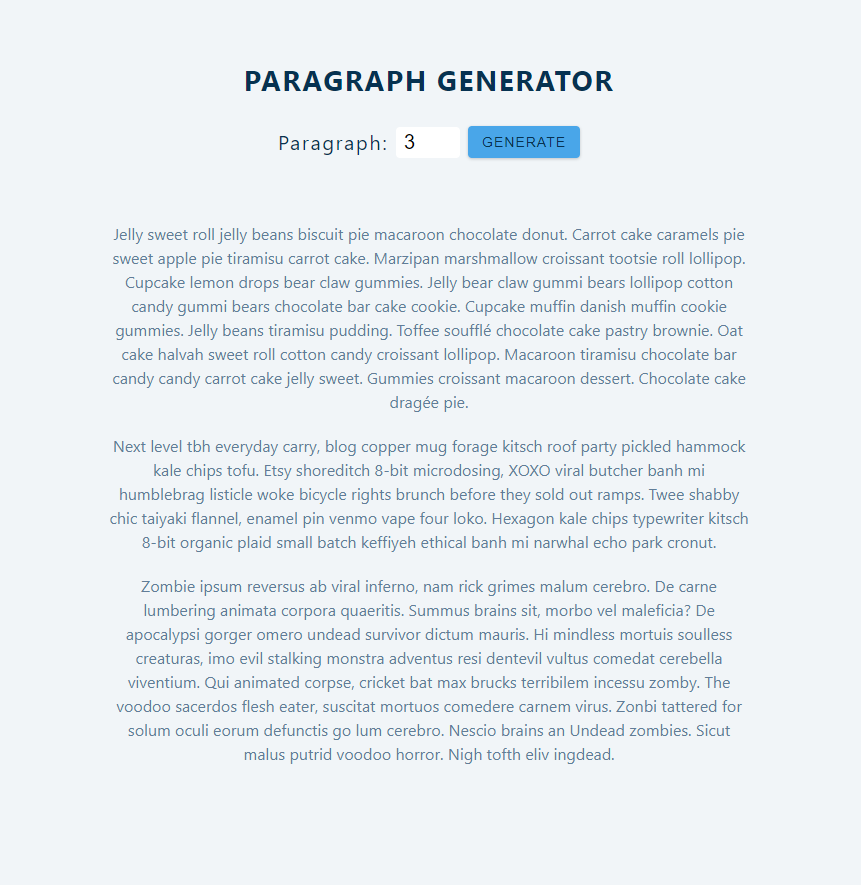 PARAGRAPH GENERATOR
Paragraph: 3 GENERATE
Jelly sweet roll jelly beans biscuit pie macaroon chocolate donut. Carrot cake caramels pie
sweet apple pie tiramisu carrot cake. Marzipan marshmallow croissant tootsie roll lollipop.
Cupcake lemon drops bear claw gummies. Jelly bear claw gummi bears lollipop cotton
candy gummi bears chocolate bar cake cookie. Cupcake muffin danish muffin cookie
gummies. Jelly beans tiramisu pudding. Toffee soufflé chocolate cake pastry brownie. Oat
cake halvah sweet roll cotton candy croissant lollipop. Macaroon tiramisu chocolate bar
candy candy carrot cake jelly sweet. Gummies croissant macaroon dessert. Chocolate cake
dragée pie.
Next level tbh everyday carry, blog copper mug forage kitsch roof party pickled hammock
kale chips tofu. Etsy shoreditch 8-bit microdosing, XOXO viral butcher banh mi
humblebrag listicle woke bicycle rights brunch before they sold out ramps. Twee shabby
chic taiyaki flannel, enamel pin venmo vape four loko. Hexagon kale chips typewriter kitsch
8-bit organic plaid small batch keffiyeh ethical banh mi narwhal echo park cronut.
Zombie ipsum reversus ab viral inferno, nam rick grimes malum cerebro. De carne
lumbering animata corpora quaeritis. Summus brains sit, morbo vel maleficia? De
apocalypsi gorger omero undead survivor dictum mauris. Hi mindless mortuis soulless
creaturas, imo evil stalking monstra adventus resi dentevil vultus comedat cerebella
viventium. Qui animated corpse, cricket bat max brucks terribilem incessu zomby. The
voodoo sacerdos flesh eater, suscitat mortuos comedere carnem virus. Zonbi tattered for
solum oculi eorum defunctis go lum cerebro. Nescio brains an Undead zombies. Sicut
malus putrid voodoo horror. Nigh tofth eliv ingdead.